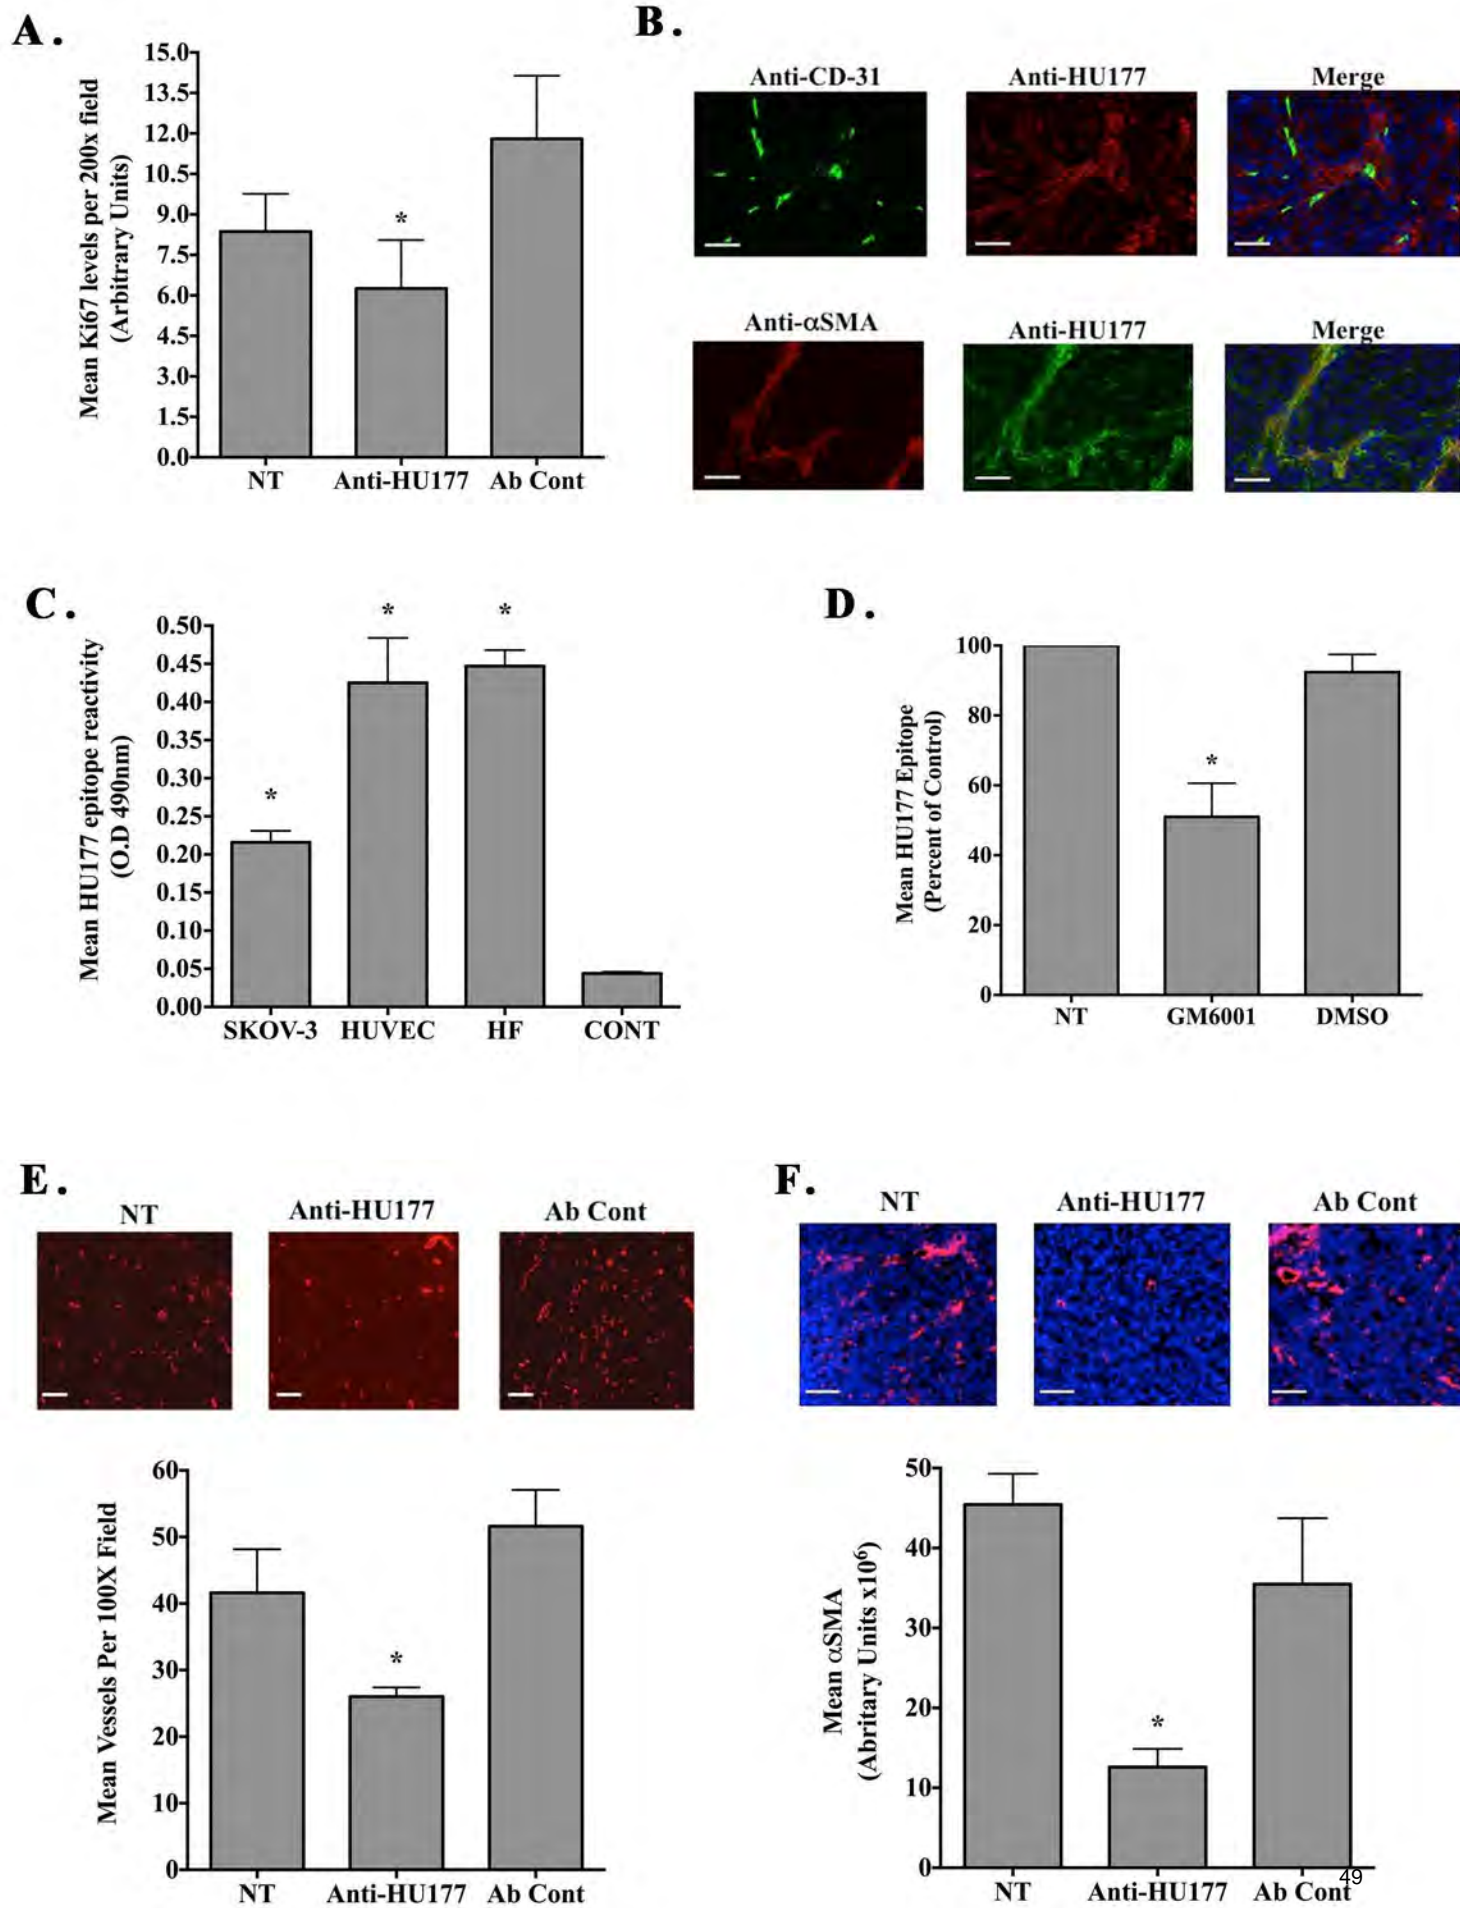 A.
Mean Ki67 levels per 200x field
(Arbitrary Units)
15.0
13.5
12.0
10.5
9.0
7.5
6.0
4.5
3.0
1.5
0.0
*
NT
Anti-HU177
Ab Cont
B.
Anti-CD-31
Anti-HU177
Merge
Anti-αSMA
Anti-HU177
Merge
C.
Mean HU177 epitope reactivity
(O.D 490nm)
0.50
0.45
0.40
0.35
0.30
0.25
0.20
0.15
0.10
0.05
0.00
*
*
*
SKOV-3
HUVEC
HF
CONT
D.
Mean HU177 Epitope
(Percent of Control)
100
80
60
40
20
0
*
NT
GM6001
DMSO
E.
NT
Anti-HU177
Ab Cont
Mean Vessels Per 100X Field
60
50
40
30
20
10
0
*
NT
Anti-HU177
Ab Cont
F.
NT
Anti-HU177
Ab Cont
Mean αSMA
(Abritary Units x10⁶)
50
40
30
20
10
0
*
NT
Anti-HU177
Ab Cont
49